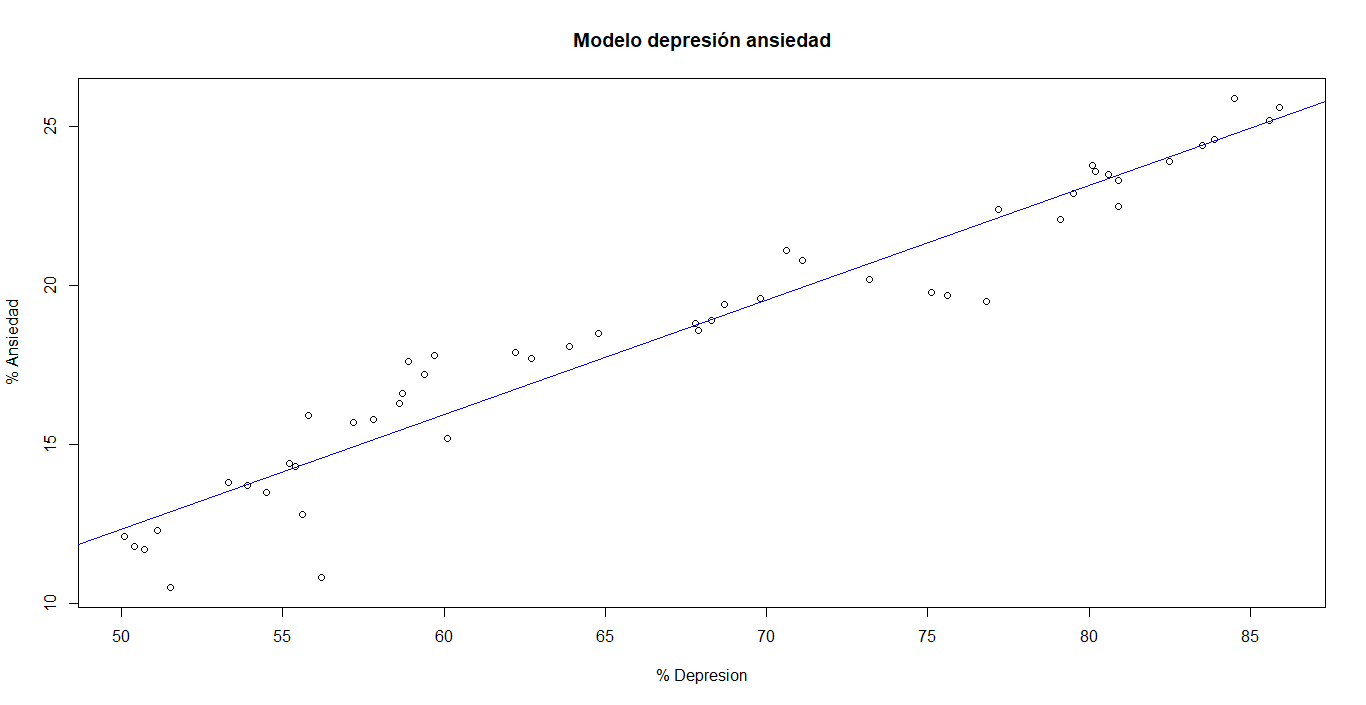 Modelo depresión ansiedad
% Ansiedad
25
20
15
10
50 55 60 65 70 75 80 85
% Depresion